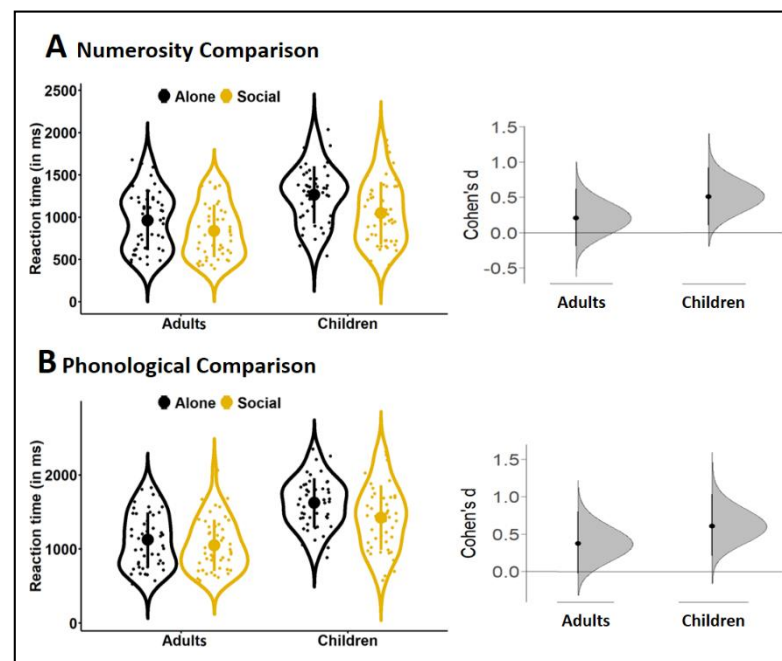 A Numerosity Comparison
Alone Social
Reaction time (in ms)
2500
2000
1500
1000
500
0
Adults Children
Cohen's d
1.5
1.0
0.5
0.0
-0.5
Adults Children
B Phonological Comparison
Alone Social
Reaction time (in ms)
2000
1000
0
Adults Children
Cohen's d
1.5
1.0
0.5
0.0
Adults Children